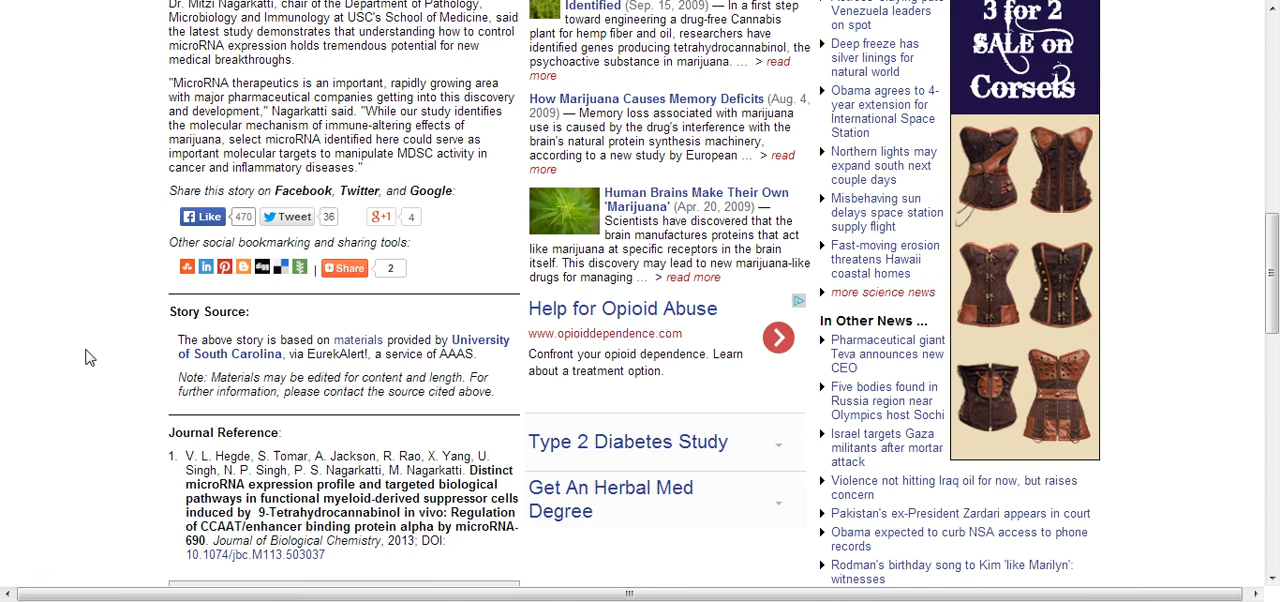 Dr. Mitzi Nagarkatti, chair of the Department of Pathology,
Microbiology and Immunology at USC's School of Medicine, said
the latest study demonstrates that understanding how to control
microRNA expression holds tremendous potential for new
medical breakthroughs.
"MicroRNA therapeutics is an important, rapidly growing area
with major pharmaceutical companies getting into this discovery
and development," Nagarkatti said. "While our study identifies
the molecular mechanism of immune-altering effects of
marijuana, select microRNA identified here could serve as
important molecular targets to manipulate MDSC activity in
cancer and inflammatory diseases."
Share this story on Facebook, Twitter, and Google:
Like 470 Tweet 36 g+1 4
Other social bookmarking and sharing tools:
in digg | Share 2
Story Source:
The above story is based on materials provided by University
of South Carolina, via EurekAlert!, a service of AAAS.
Note: Materials may be edited for content and length. For
further information, please contact the source cited above.
Journal Reference:
1. V. L. Hegde, S. Tomar, A. Jackson, R. Rao, X. Yang, U.
Singh, N. P. Singh, P. S. Nagarkatti, M. Nagarkatti. Distinct
microRNA expression profile and targeted biological
pathways in functional myeloid-derived suppressor cells
induced by 9-Tetrahydrocannabinol in vivo: Regulation
of CCAAT/enhancer binding protein alpha by microRNA-
690. Journal of Biological Chemistry, 2013; DOI:
10.1074/jbc.M113.503037
Identified (Sep. 15, 2009) — In a first step
toward engineering a drug-free Cannabis
plant for hemp fiber and oil, researchers have
identified genes producing tetrahydrocannabinol, the
psychoactive substance in marijuana. ... > read
more
How Marijuana Causes Memory Deficits (Aug. 4,
2009) — Memory loss associated with marijuana
use is caused by the drug's interference with the
brain's natural protein synthesis machinery,
according to a new study by European ... > read
more
Human Brains Make Their Own
'Marijuana' (Apr. 20, 2009) —
Scientists have discovered that the
brain manufactures proteins that act
like marijuana at specific receptors in the brain
itself. This discovery may lead to new marijuana-like
drugs for managing ... > read more
Help for Opioid Abuse
www.opioiddependence.com
Confront your opioid dependence. Learn
about a treatment option.
Type 2 Diabetes Study
Get An Herbal Med
Degree
Venezuela leaders
on spot
Deep freeze has
silver linings for
natural world
Obama agrees to 4-
year extension for
International Space
Station
Northern lights may
expand south next
couple days
Misbehaving sun
delays space station
supply flight
Fast-moving erosion
threatens Hawaii
coastal homes
more science news
In Other News ...
Pharmaceutical giant
Teva announces new
CEO
Five bodies found in
Russia region near
Olympics host Sochi
Israel targets Gaza
militants after mortar
attack
Violence not hitting Iraq oil for now, but raises
concern
Pakistan's ex-President Zardari appears in court
Obama expected to curb NSA access to phone
records
Rodman's birthday song to Kim 'like Marilyn':
witnesses
3 for 2
SALE on
Corsets